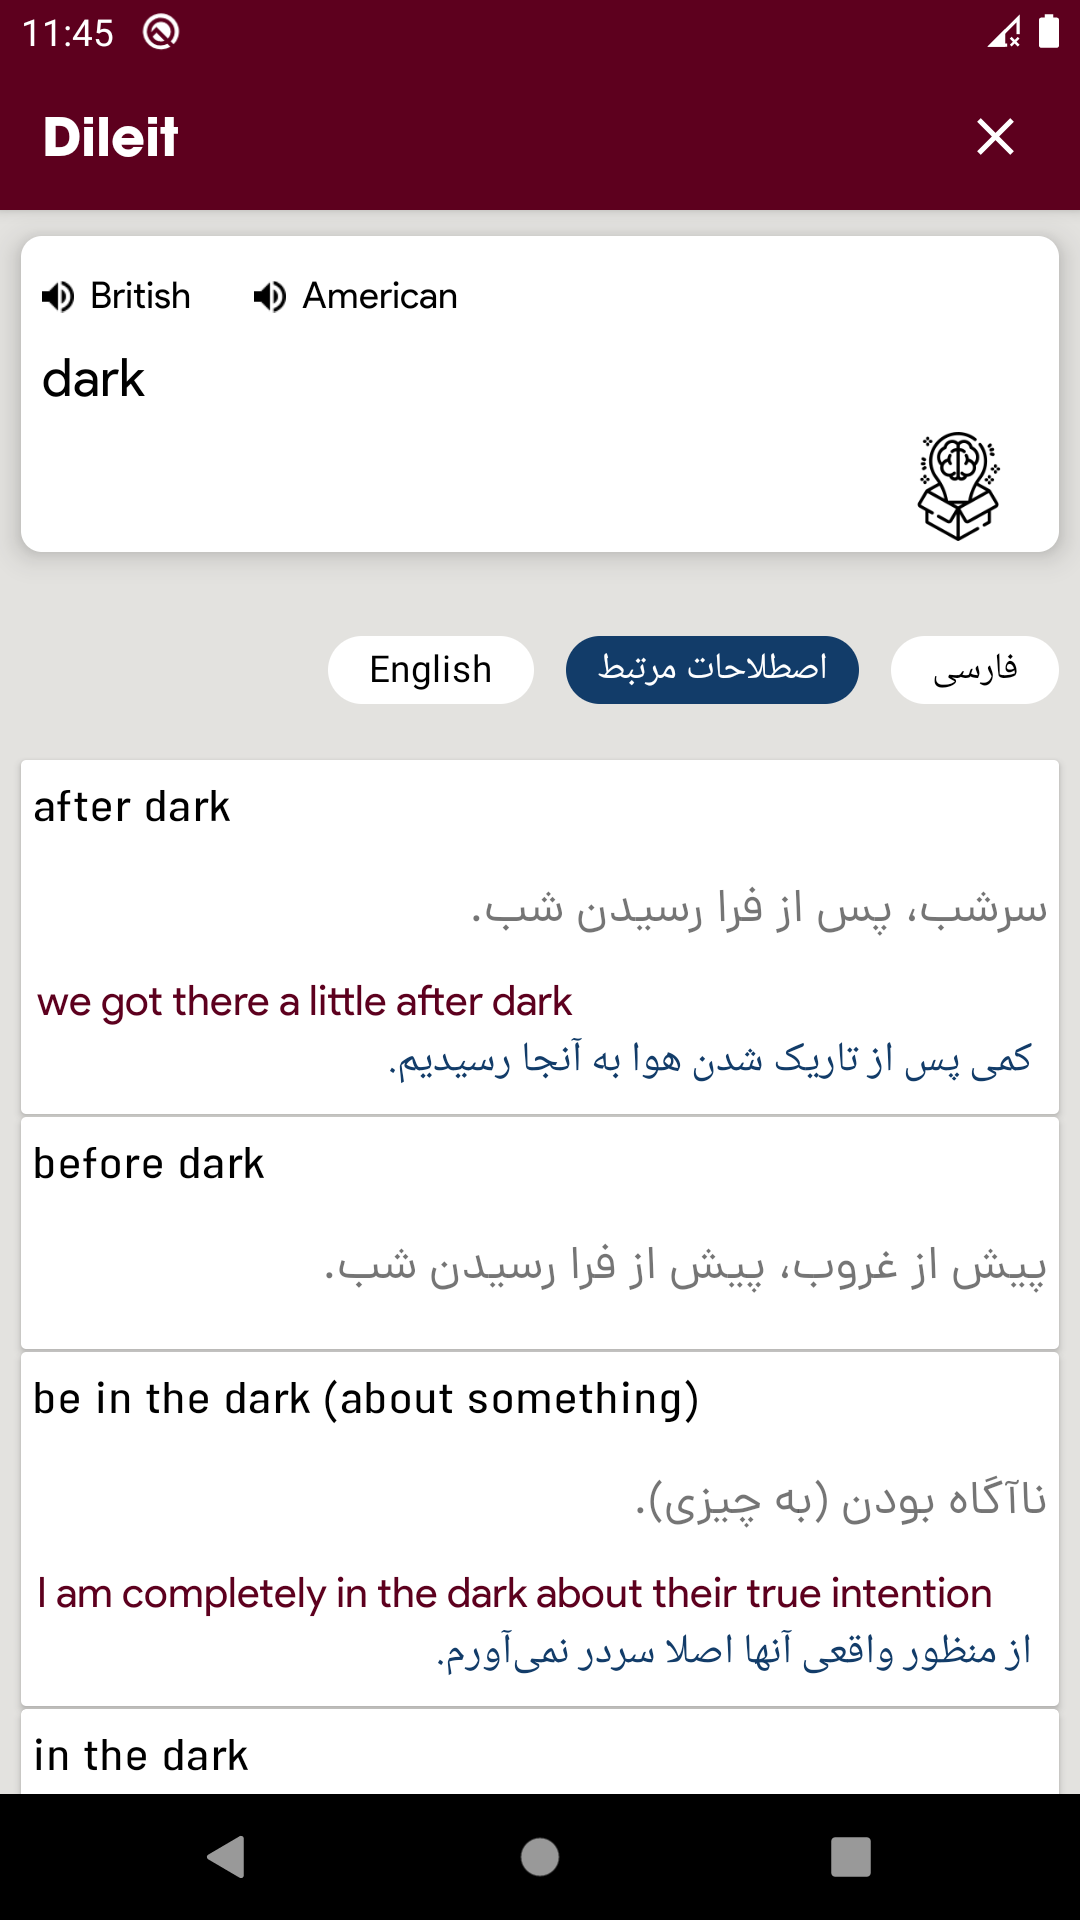 11:45
Dileit
British American
dark
English اصطلاحات مرتبط فارسی
after dark
سرشب، پس از فرا رسیدن شب.
we got there a little after dark
کمی پس از تاریک شدن هوا به آنجا رسیدیم.
before dark
پیش از غروب، پیش از فرا رسیدن شب.
be in the dark (about something)
ناآگاه بودن (به چیزی).
I am completely in the dark about their true intention
از منظور واقعی آنها اصلا سردر نمی‌آورم.
in the dark